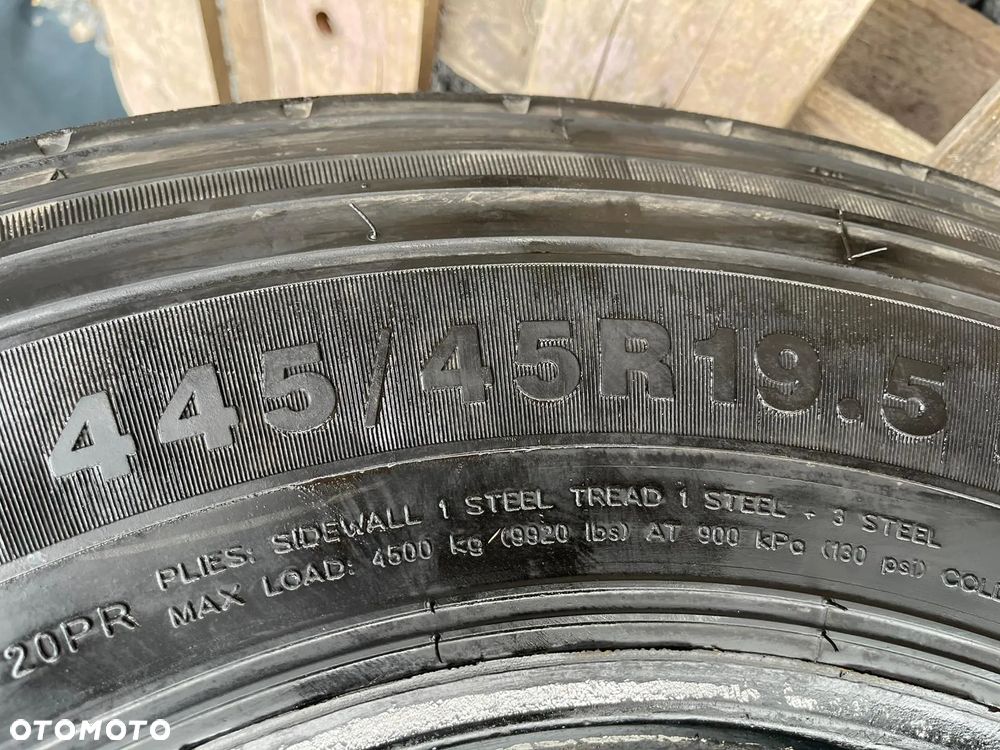 445/45R19.5
PLIES: SIDEWALL 1 STEEL TREAD 1 STEEL + 3 STEEL
MAX LOAD: 4500 kg (9920 lbs) AT 900 kPa (130 psi) COLD
20PR
OTOMOTO